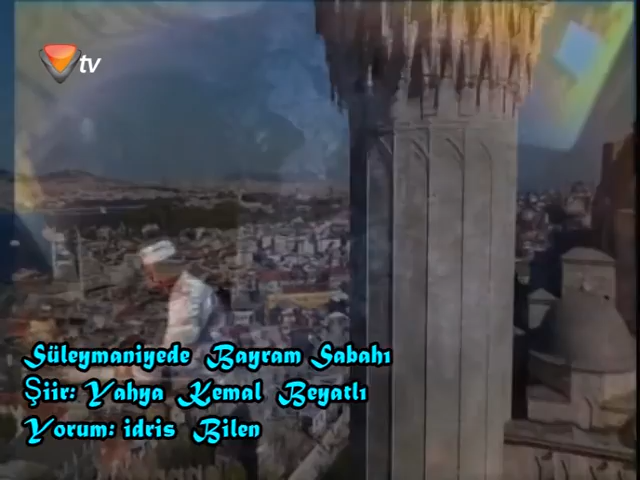 tv
Süleymaniyede Bayram Sabahı
Şiir: Yahya Kemal Beyatlı
Yorum: idris Bilen